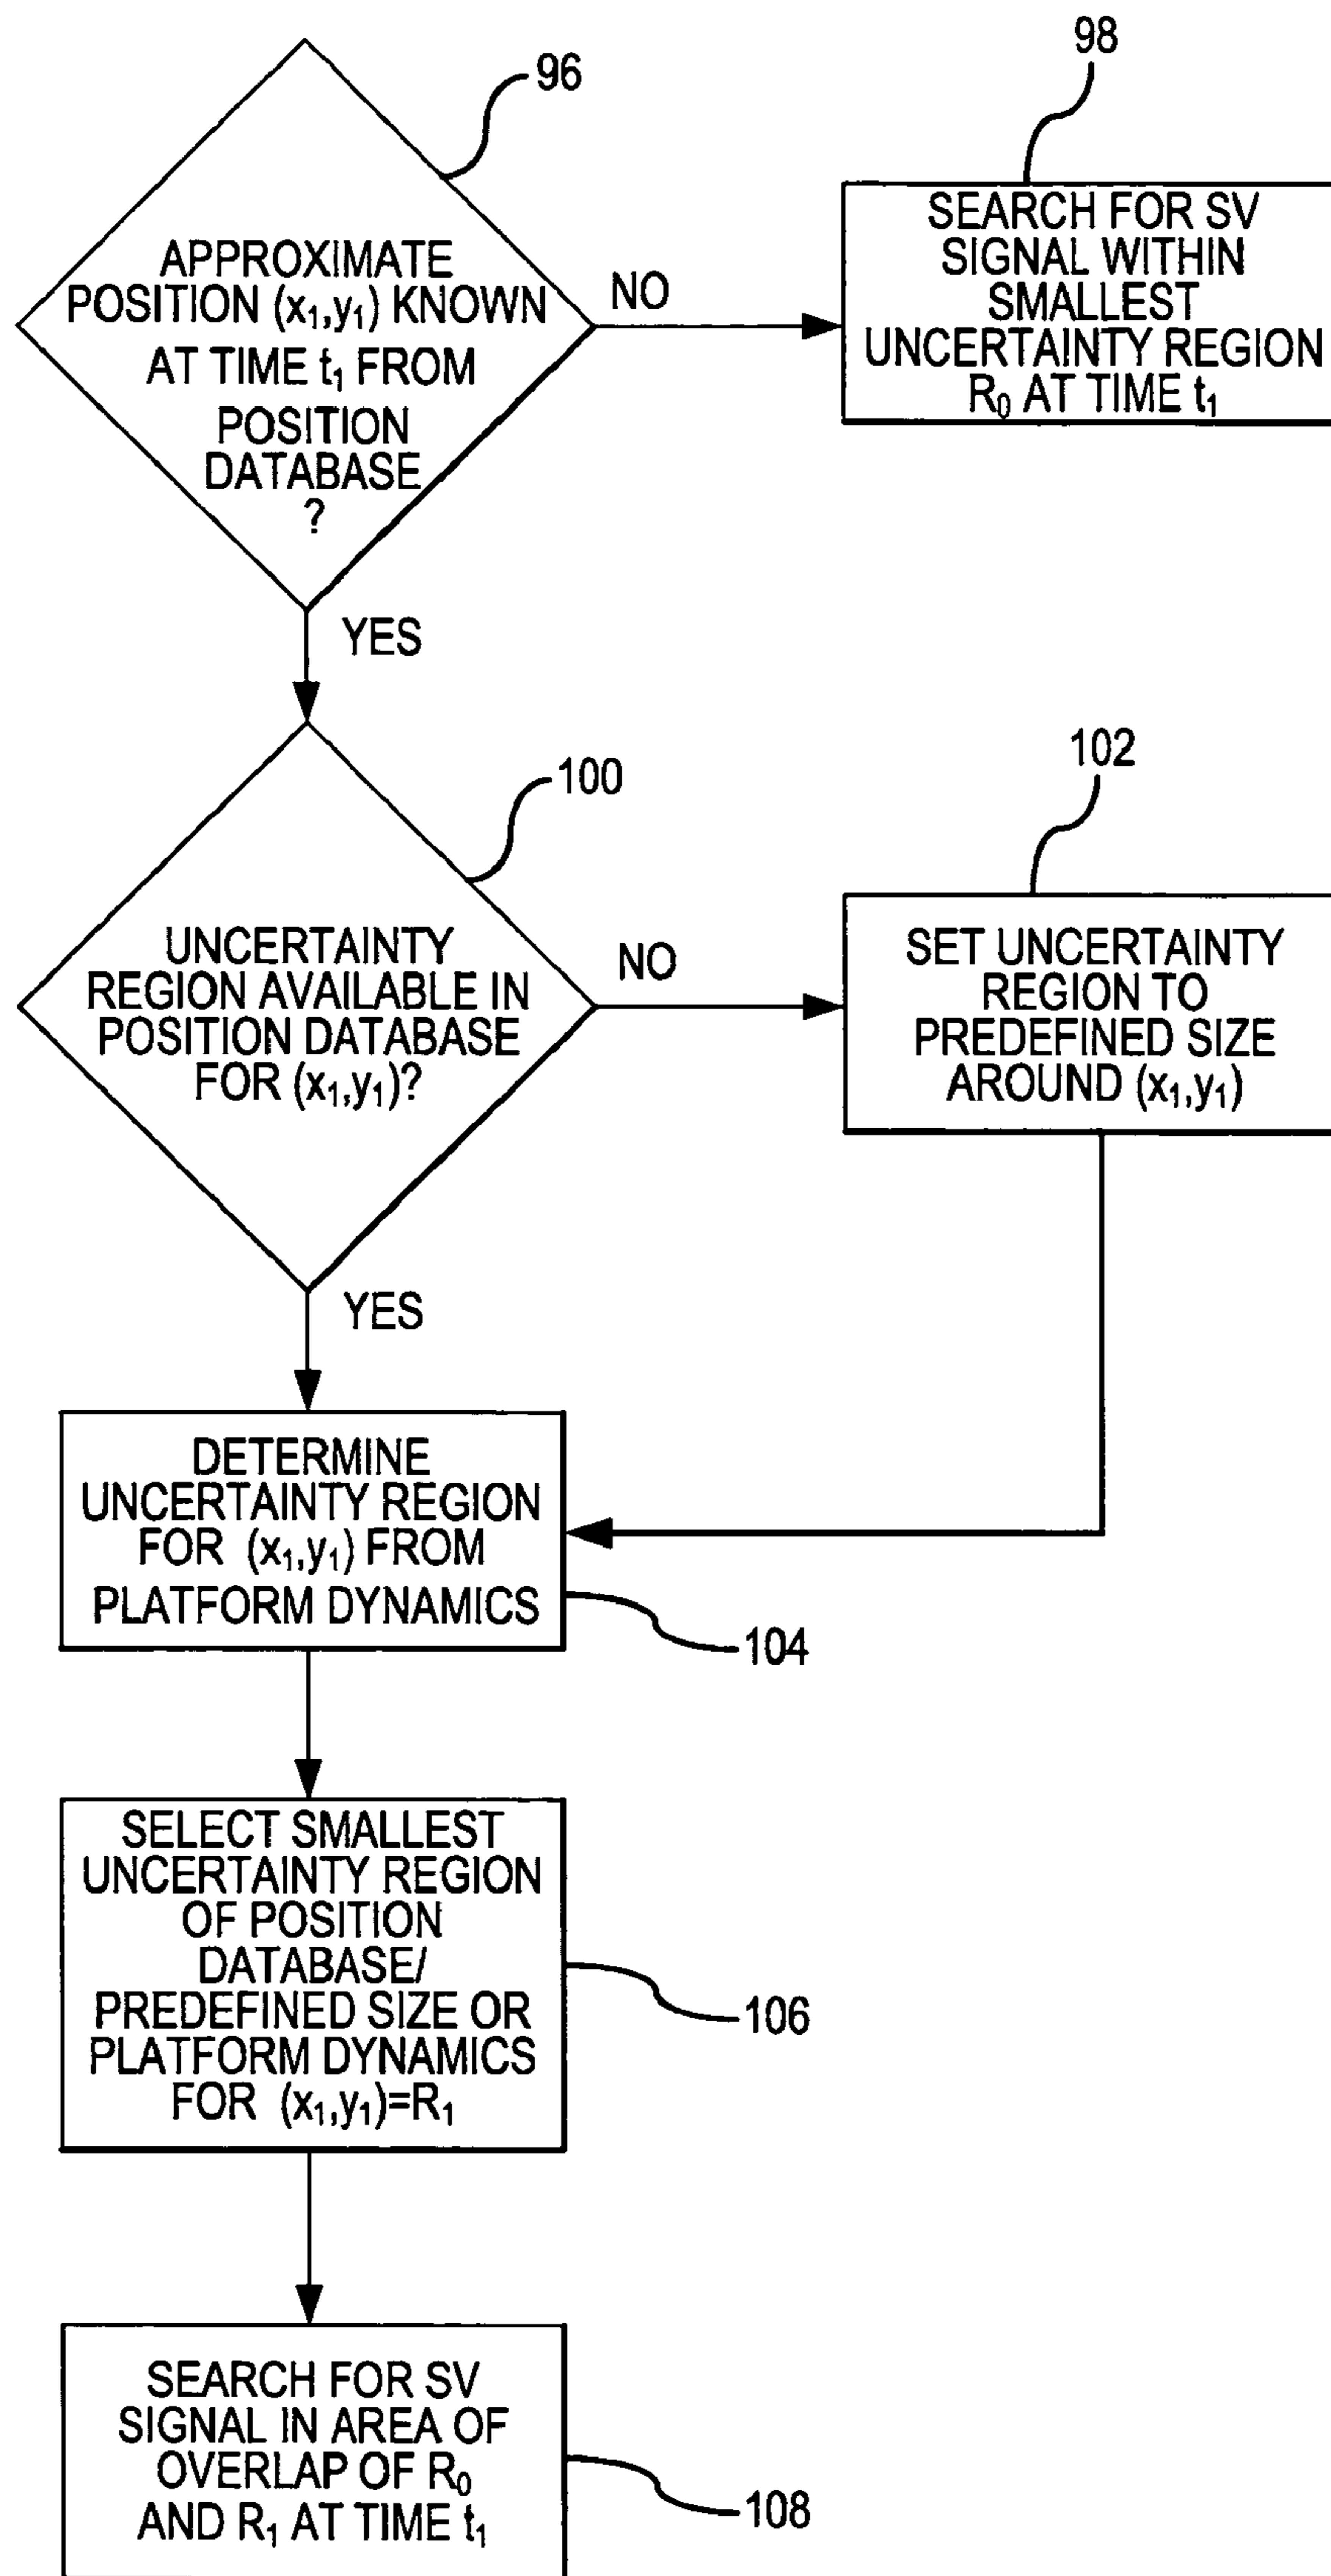 96
APPROXIMATE
POSITION (x₁,y₁) KNOWN
AT TIME t₁ FROM
POSITION
DATABASE
?
NO
98
SEARCH FOR SV
SIGNAL WITHIN
SMALLEST
UNCERTAINTY REGION
R₀ AT TIME t₁
YES
100
UNCERTAINTY
REGION AVAILABLE IN
POSITION DATABASE
FOR (x₁,y₁)?
NO
102
SET UNCERTAINTY
REGION TO
PREDEFINED SIZE
AROUND (x₁,y₁)
YES
DETERMINE
UNCERTAINTY REGION
FOR (x₁,y₁) FROM
PLATFORM DYNAMICS
104
SELECT SMALLEST
UNCERTAINTY REGION
OF POSITION
DATABASE/
PREDEFINED SIZE OR
PLATFORM DYNAMICS
FOR (x₁,y₁)=R₁
106
SEARCH FOR SV
SIGNAL IN AREA OF
OVERLAP OF R₀
AND R₁ AT TIME t₁
108